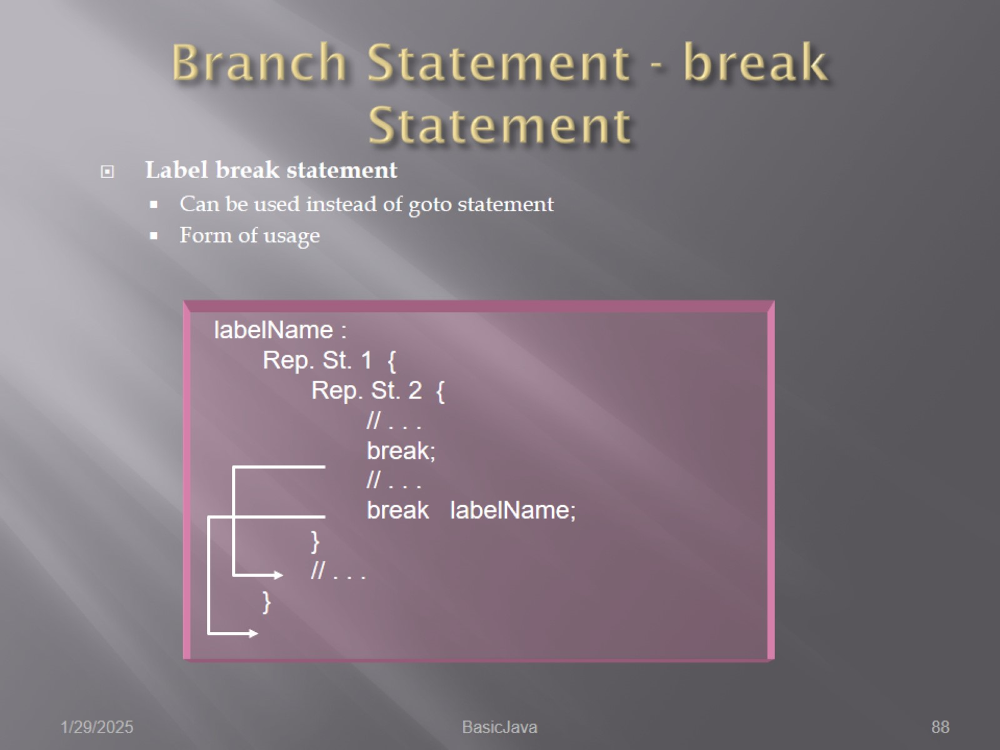 Branch Statement - break
Statement
Label break statement
Can be used instead of goto statement
Form of usage
labelName :
Rep. St. 1 {
Rep. St. 2 {
// . . .
break;
// . . .
break labelName;
}
// . . .
}
1/29/2025
BasicJava
88